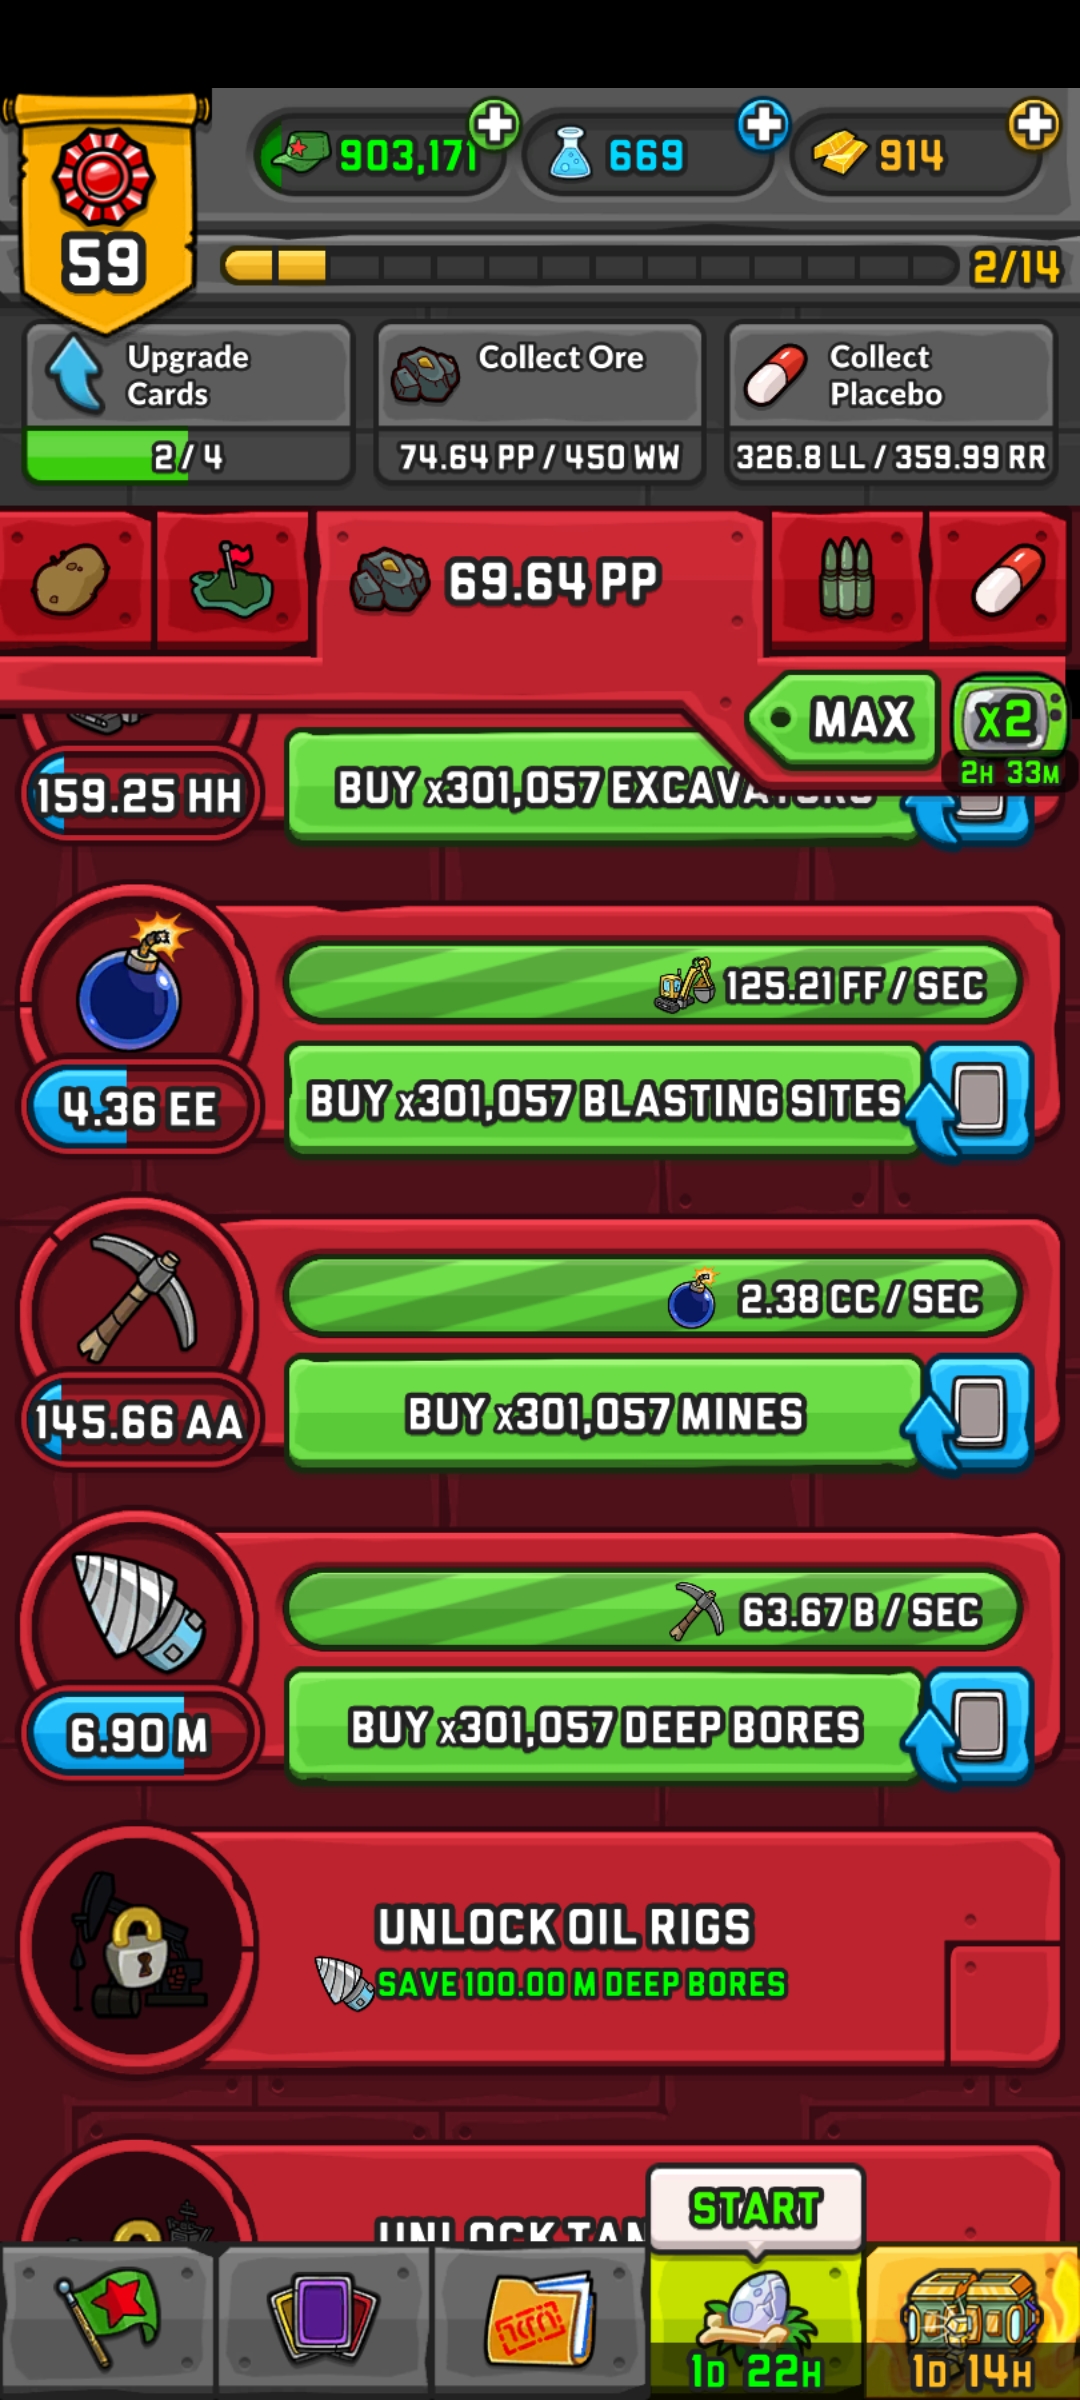 59
903,171
669
914
2/14
Upgrade
Cards
2/4
Collect Ore
74.64 PP / 450 WW
Collect
Placebo
326.8 LL / 359.99 RR
69.64 PP
MAX
x2
2H 33M
159.25 HH
BUY x301,057 EXCAVATORS
125.21 FF / SEC
4.36 EE
BUY x301,057 BLASTING SITES
2.38 CC / SEC
145.66 AA
BUY x301,057 MINES
63.67 B / SEC
6.90 M
BUY x301,057 DEEP BORES
UNLOCK OIL RIGS
SAVE 100.00 M DEEP BORES
UNLOCK TAN
START
1D 22H
1D 14H